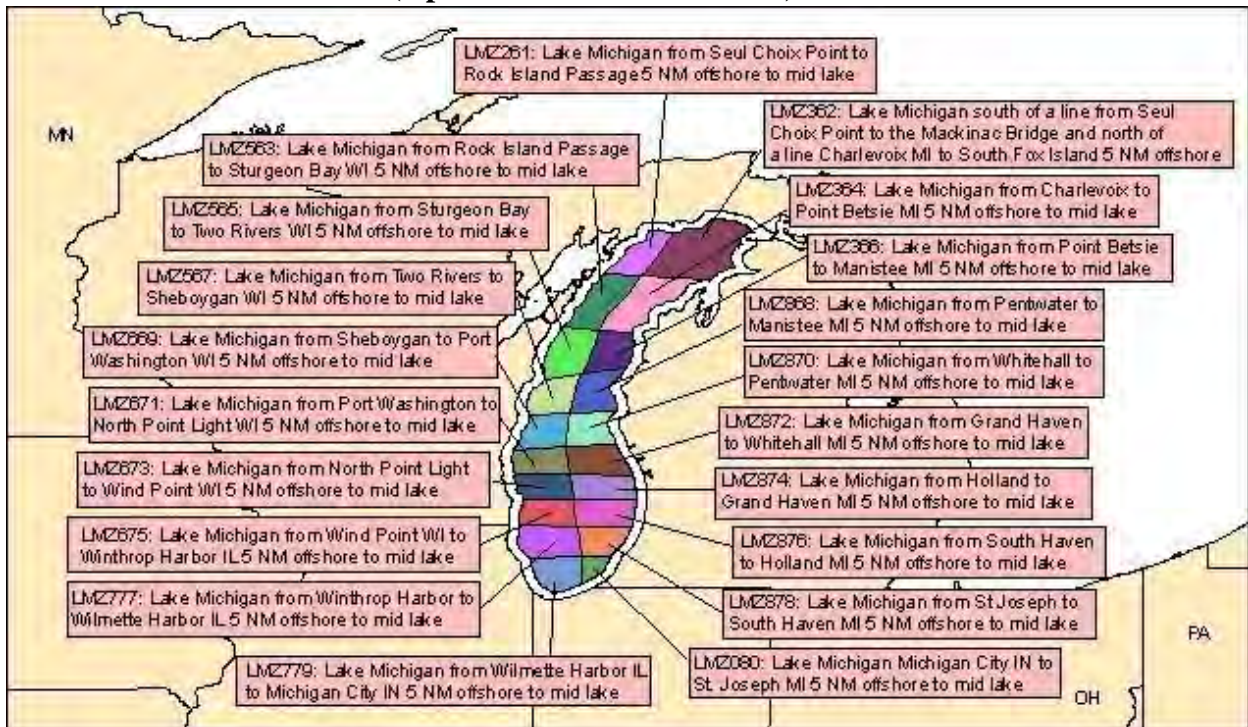 LMZ261: Lake Michigan from Seul Choix Point to
Rock Island Passage 5 NM offshore to mid lake
MN
LMZ362: Lake Michigan south of a line from Seul
Choix Point to the Mackinac Bridge and north of
a line Charlevoix MI to South Fox Island 5 NM offshore
LMZ563: Lake Michigan from Rock Island Passage
to Sturgeon Bay WI 5 NM offshore to mid lake
LMZ364: Lake Michigan from Charlevoix to
Point Betsie MI 5 NM offshore to mid lake
LMZ565: Lake Michigan from Sturgeon Bay
to Two Rivers WI 5 NM offshore to mid lake
LMZ366: Lake Michigan from Point Betsie
to Manistee MI 5 NM offshore to mid lake
LMZ567: Lake Michigan from Two Rivers to
Sheboygan WI 5 NM offshore to mid lake
LMZ868: Lake Michigan from Pentwater to
Manistee MI 5 NM offshore to mid lake
LMZ669: Lake Michigan from Sheboygan to Port
Washington WI 5 NM offshore to mid lake
LMZ870: Lake Michigan from Whitehall to
Pentwater MI 5 NM offshore to mid lake
LMZ671: Lake Michigan from Port Washington to
North Point Light WI 5 NM offshore to mid lake
LMZ872: Lake Michigan from Grand Haven
to Whitehall MI 5 NM offshore to mid lake
LMZ673: Lake Michigan from North Point Light
to Wind Point WI 5 NM offshore to mid lake
LMZ874: Lake Michigan from Holland to
Grand Haven MI 5 NM offshore to mid lake
LMZ675: Lake Michigan from Wind Point WI to
Winthrop Harbor IL 5 NM offshore to mid lake
LMZ876: Lake Michigan from South Haven
to Holland MI 5 NM offshore to mid lake
LMZ777: Lake Michigan from Winthrop Harbor to
Wilmette Harbor IL 5 NM offshore to mid lake
LMZ878: Lake Michigan from St Joseph to
South Haven MI 5 NM offshore to mid lake
PA
LMZ779: Lake Michigan from Wilmette Harbor IL
to Michigan City IN 5 NM offshore to mid lake
LMZ080: Lake Michigan Michigan City IN to
St. Joseph MI 5 NM offshore to mid lake
OH